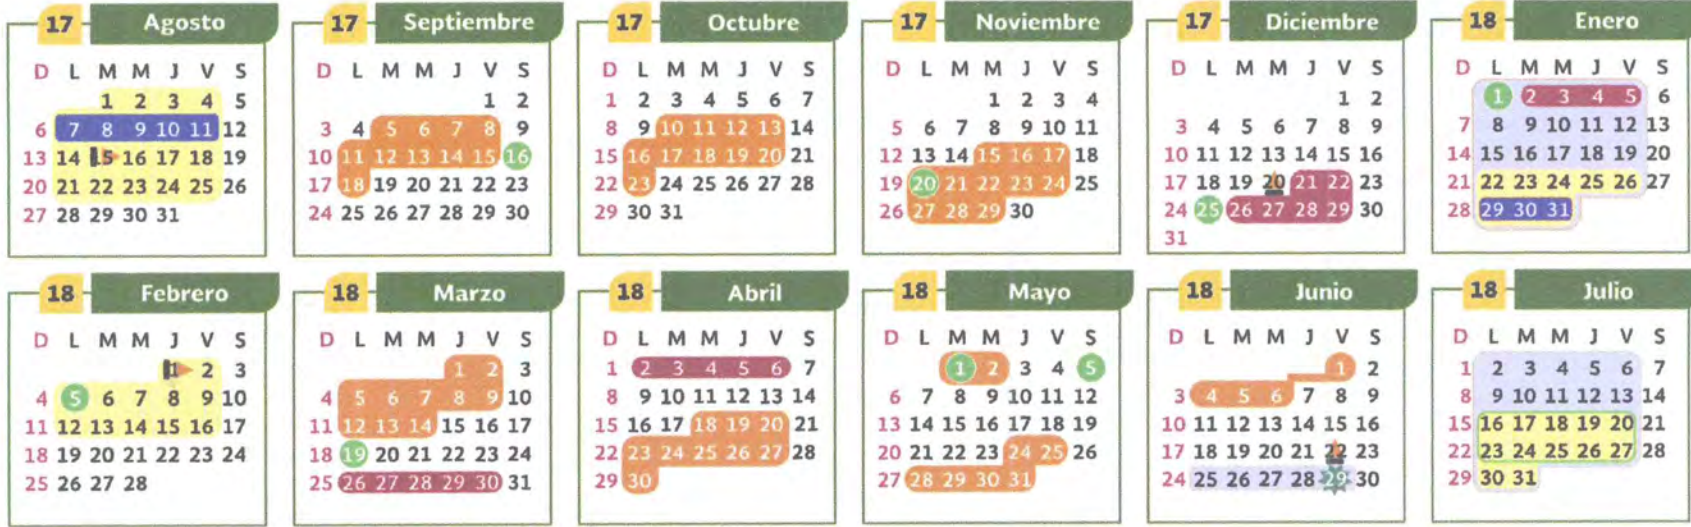 17 Agosto
D L M M J V S
1 2 3 4 5
6 7 8 9 10 11 12
13 14 15 16 17 18 19
20 21 22 23 24 25 26
27 28 29 30 31
17 Septiembre
D L M M J V S
1 2
3 4 5 6 7 8 9
10 11 12 13 14 15 16
17 18 19 20 21 22 23
24 25 26 27 28 29 30
17 Octubre
D L M M J V S
1 2 3 4 5 6 7
8 9 10 11 12 13 14
15 16 17 18 19 20 21
22 23 24 25 26 27 28
29 30 31
17 Noviembre
D L M M J V S
1 2 3 4
5 6 7 8 9 10 11
12 13 14 15 16 17 18
19 20 21 22 23 24 25
26 27 28 29 30
17 Diciembre
D L M M J V S
1 2
3 4 5 6 7 8 9
10 11 12 13 14 15 16
17 18 19 20 21 22 23
24 25 26 27 28 29 30
31
18 Enero
D L M M J V S
1 2 3 4 5 6
7 8 9 10 11 12 13
14 15 16 17 18 19 20
21 22 23 24 25 26 27
28 29 30 31
18 Febrero
D L M M J V S
1 2 3
4 5 6 7 8 9 10
11 12 13 14 15 16 17
18 19 20 21 22 23 24
25 26 27 28
18 Marzo
D L M M J V S
1 2 3
4 5 6 7 8 9 10
11 12 13 14 15 16 17
18 19 20 21 22 23 24
25 26 27 28 29 30 31
18 Abril
D L M M J V S
1 2 3 4 5 6 7
8 9 10 11 12 13 14
15 16 17 18 19 20 21
22 23 24 25 26 27 28
29 30
18 Mayo
D L M M J V S
1 2 3 4 5
6 7 8 9 10 11 12
13 14 15 16 17 18 19
20 21 22 23 24 25 26
27 28 29 30 31
18 Junio
D L M M J V S
1 2
3 4 5 6 7 8 9
10 11 12 13 14 15 16
17 18 19 20 21 22 23
24 25 26 27 28 29 30
18 Julio
D L M M J V S
1 2 3 4 5 6 7
8 9 10 11 12 13 14
15 16 17 18 19 20 21
22 23 24 25 26 27 28
29 30 31